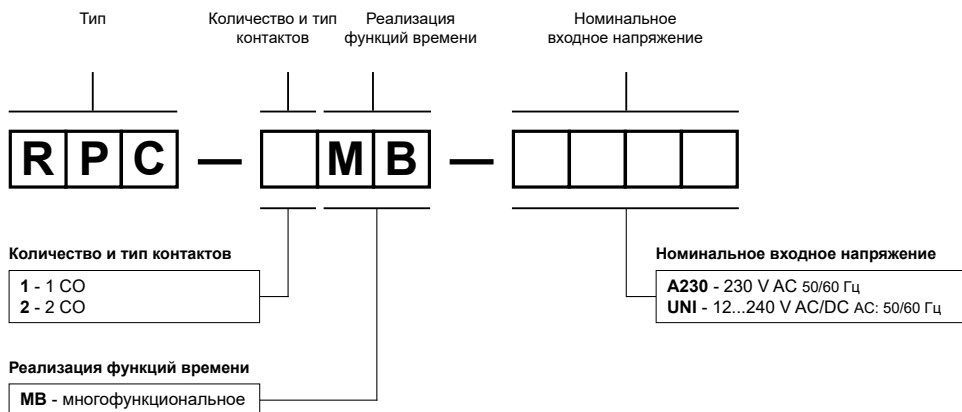 Тип
Количество и тип
контактов
Реализация
функций времени
Номинальное
входное напряжение
RPC — MB —
Количество и тип контактов
1 - 1 CO
2 - 2 CO
Номинальное входное напряжение
A230 - 230 V AC 50/60 Гц
UNI - 12...240 V AC/DC AC: 50/60 Гц
Реализация функций времени
MB - многофункциональное